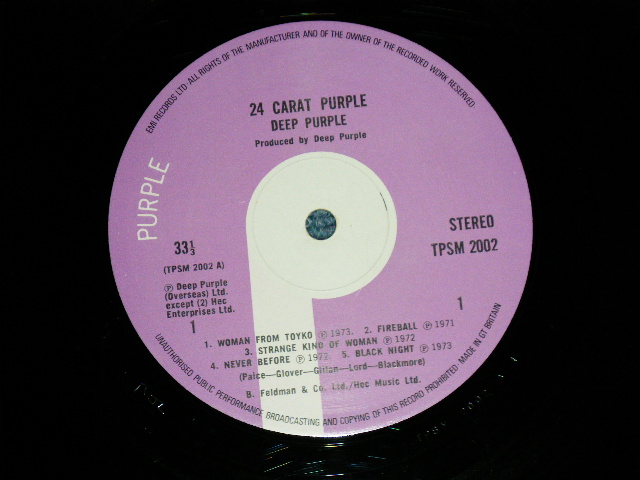 EMI RECORDS LTD ALL RIGHTS OF THE MANUFACTURER AND OF THE OWNER OF THE RECORDED WORK RESERVED
24 CARAT PURPLE
DEEP PURPLE
Produced by Deep Purple
PURPLE
STEREO
TPSM 2002
33⅓
(TPSM 2002 A)
Ⓟ Deep Purple
(Overseas) Ltd.
except (2) Hec
Enterprises Ltd.
1
1
1. WOMAN FROM TOYKO Ⓟ 1973. 2. FIREBALL Ⓟ 1971
3. STRANGE KIND OF WOMAN Ⓟ 1972
4. NEVER BEFORE Ⓟ 1972. 5. BLACK NIGHT Ⓟ 1973
(Paice—Glover—Gillan—Lord—Blackmore)
B. Feldman & Co. Ltd./Hec Music Ltd.
UNAUTHORISED PUBLIC PERFORMANCE BROADCASTING AND COPYING OF THIS RECORD PROHIBITED MADE IN GT BRITAIN